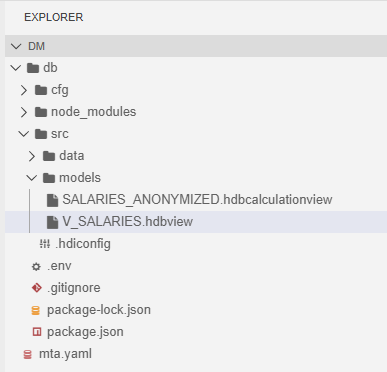 EXPLORER
DM
db
cfg
node_modules
src
data
models
SALARIES_ANONYMIZED.hdbcalculationview
V_SALARIES.hdbview
.hdiconfig
.env
.gitignore
package-lock.json
package.json
mta.yaml